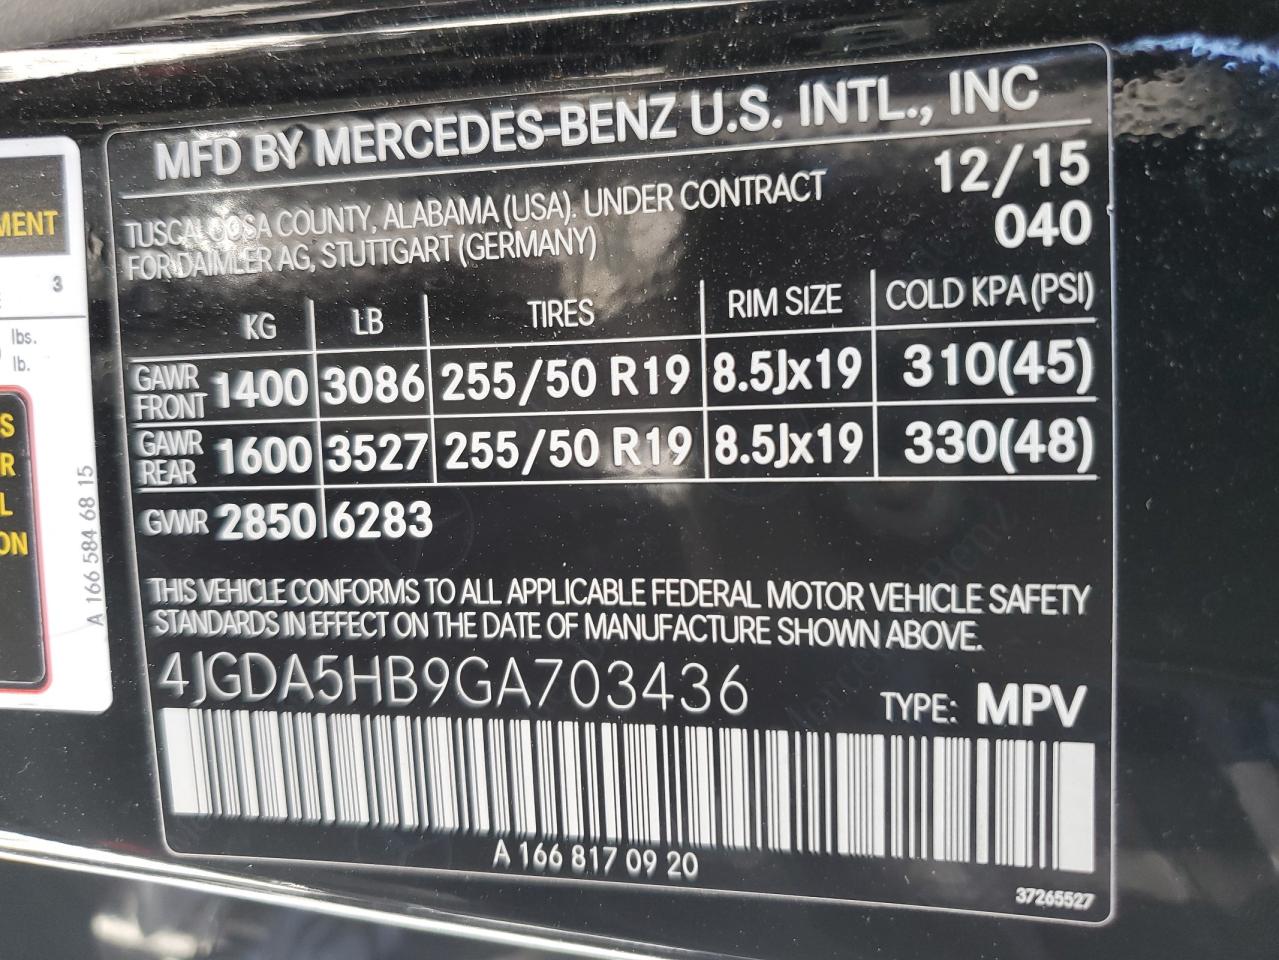 MFD BY MERCEDES-BENZ U.S. INTL., INC
TUSCALOOSA COUNTY, ALABAMA (USA). UNDER CONTRACT
FOR DAIMLER AG, STUTTGART (GERMANY)
12/15
040
KG LB TIRES RIM SIZE COLD KPA (PSI)
GAWR FRONT 1400 3086 255/50 R19 8.5Jx19 310(45)
GAWR REAR 1600 3527 255/50 R19 8.5Jx19 330(48)
GVWR 2850 6283
THIS VEHICLE CONFORMS TO ALL APPLICABLE FEDERAL MOTOR VEHICLE SAFETY
STANDARDS IN EFFECT ON THE DATE OF MANUFACTURE SHOWN ABOVE.
4JGDA5HB9GA703436
TYPE: MPV
A 166 817 09 20
37265527
3
lbs.
lb.
A 166 584 68 15